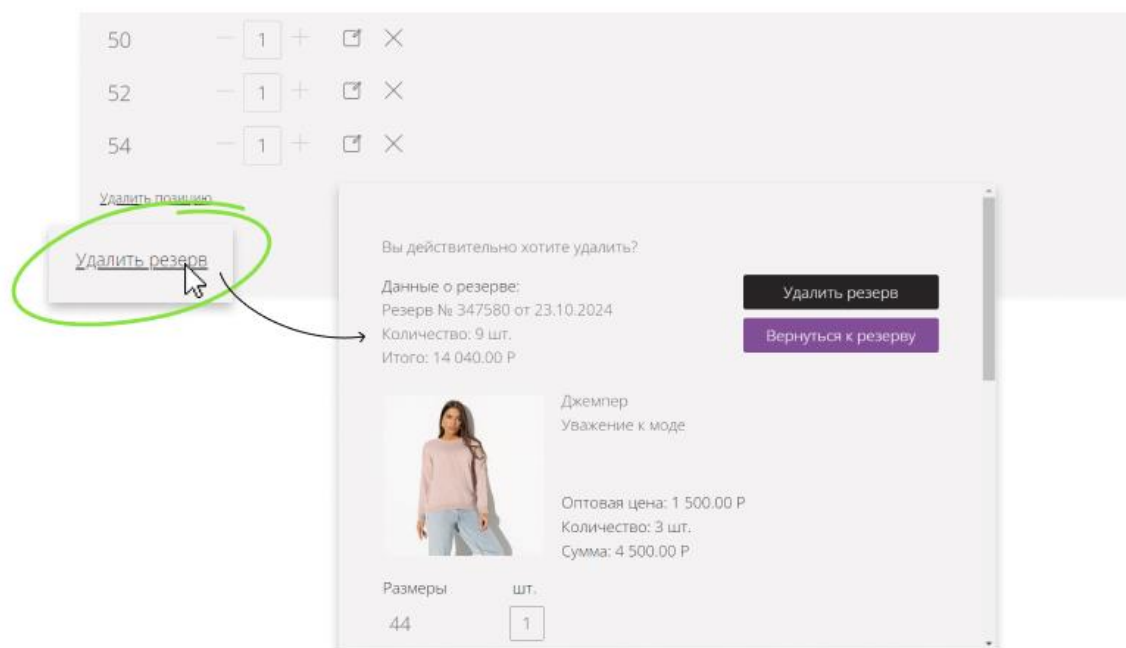 50 1
52 1
54 1
Удалить позицию
Удалить резерв
Вы действительно хотите удалить?
Данные о резерве:
Резерв № 347580 от 23.10.2024
Количество: 9 шт.
Итого: 14 040.00 Р
Удалить резерв
Вернуться к резерву
Джемпер
Уважение к моде
Оптовая цена: 1 500.00 Р
Количество: 3 шт.
Сумма: 4 500.00 Р
Размеры шт.
44 1